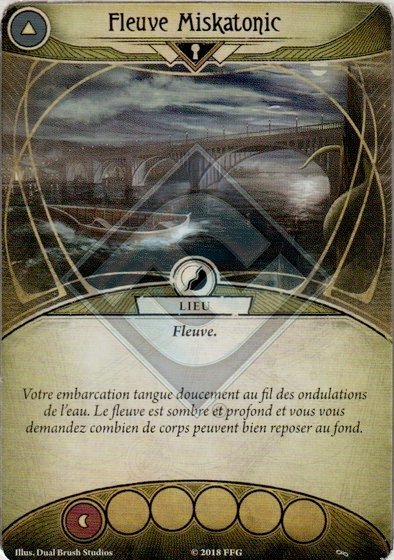 Fleuve Miskatonic
LIEU
Fleuve.
Votre embarcation tangue doucement au fil des ondulations
de l'eau. Le fleuve est sombre et profond et vous vous
demandez combien de corps peuvent bien reposer au fond.
Illus. Dual Brush Studios
© 2018 FFG